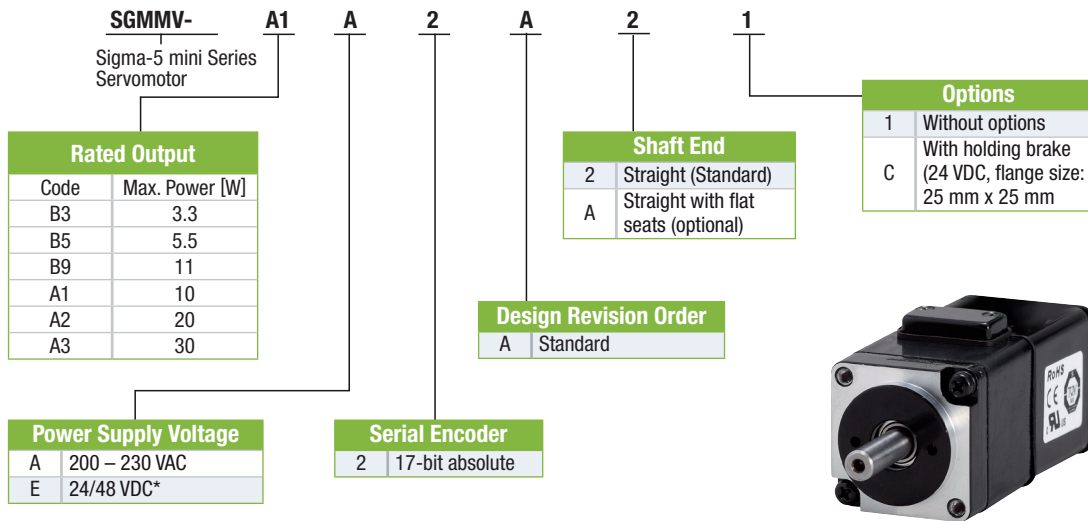 SGMMV- A1 A 2 A 2 1
Sigma-5 mini Series
Servomotor
Rated Output
Code Max. Power [W]
B3 3.3
B5 5.5
B9 11
A1 10
A2 20
A3 30
Power Supply Voltage
A 200 – 230 VAC
E 24/48 VDC*
Serial Encoder
2 17-bit absolute
Design Revision Order
A Standard
Shaft End
2 Straight (Standard)
A Straight with flat
seats (optional)
Options
1 Without options
C With holding brake
(24 VDC, flange size:
25 mm x 25 mm
RoHS
CE